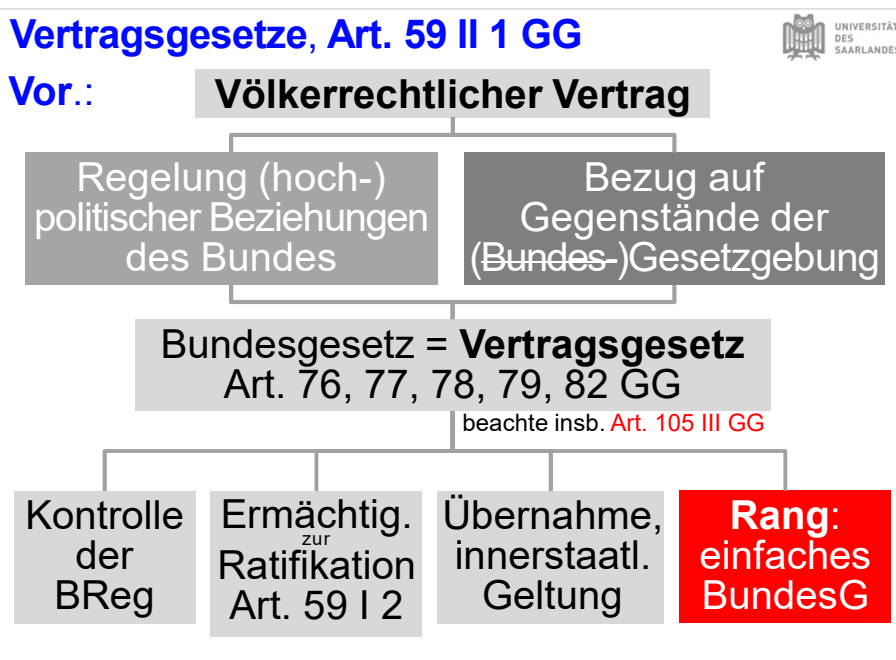 Vertragsgesetze, Art. 59 II 1 GG
UNIVERSITÄT
DES
SAARLANDES
Vor.:
Völkerrechtlicher Vertrag
Regelung (hoch-)
politischer Beziehungen
des Bundes
Bezug auf
Gegenstände der
(Bundes-)Gesetzgebung
Bundesgesetz = Vertragsgesetz
Art. 76, 77, 78, 79, 82 GG
beachte insb. Art. 105 III GG
Kontrolle
der
BReg
Ermächtig.
zur
Ratifikation
Art. 59 I 2
Übernahme,
innerstaatl.
Geltung
Rang:
einfaches
BundesG